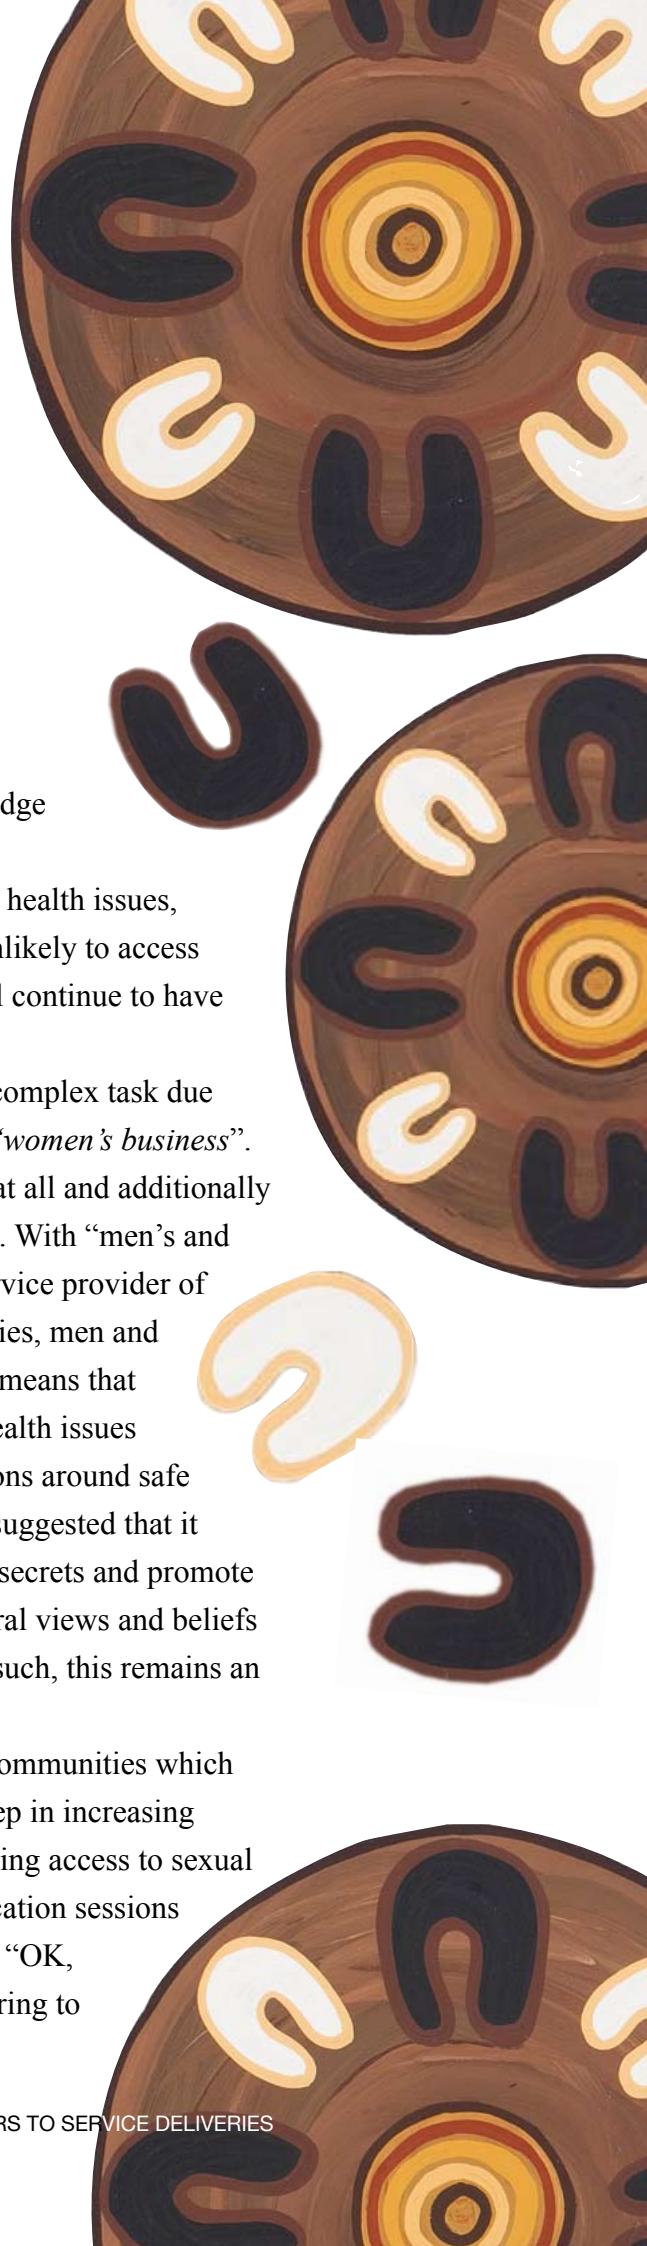 dge
health issues,
likely to access
continue to have
complex task due
“women’s business”.
at all and additionally
. With “men’s and
vice provider of
ies, men and
means that
ealth issues
ons around safe
suggested that it
secrets and promote
ral views and beliefs
such, this remains an
ommunities which
ep in increasing
ing access to sexual
cation sessions
“OK,
ring to
RS TO SERVICE DELIVERIES